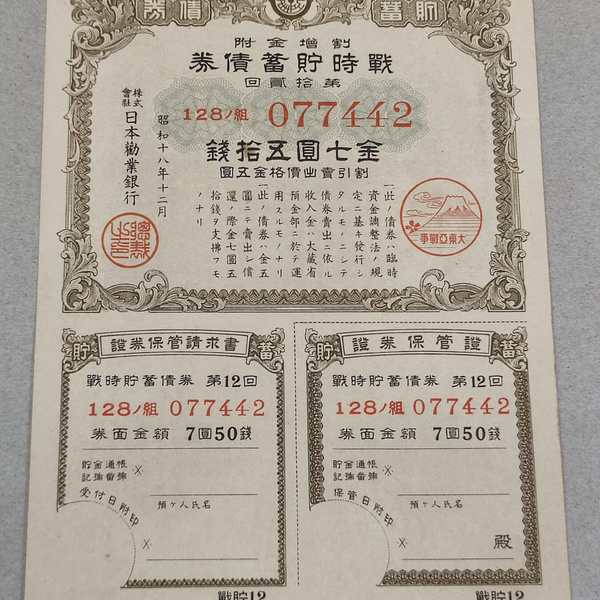 貯蓄債券
割増金附
戰時貯蓄債券
第拾貳回
128ノ組 077442
金七圓五拾錢
割引賣出價格金五圓
大東亞戰爭
一此ノ債券ハ臨時
資金調整法ノ規
定ニ基キ發行シ
タルモノニシテ
債券賣出ニ依ル
收入金ハ大藏省
預金部ニ於テ運
用スルモノナリ
一此ノ債券ハ金五
圓ニテ賣出シ償
還ノ際金七圓五
拾錢ヲ支拂フモ
ノナリ
昭和十八年十二月
株式會社日本勸業銀行
總裁之印
貯 證券保管請求書 蓄
戰時貯蓄債券 第12回
128ノ組 077442
券面金額 7圓50錢
貯金通帳
記號番號
受付日附印
預ケ人氏名
戰貯12
貯 證券保管證 蓄
戰時貯蓄債券 第12回
128ノ組 077442
券面金額 7圓50錢
貯金通帳
記號番號
保管日附印
預ケ人氏名
殿
戰貯12